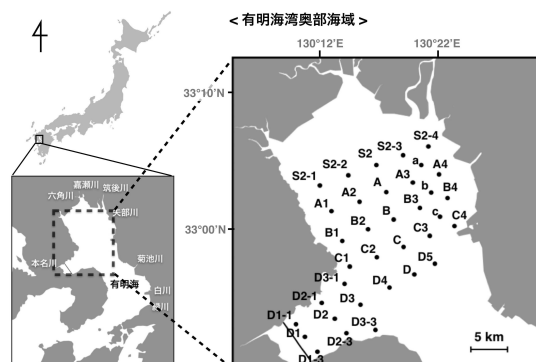 < 有明海湾奥部海域 >
130°12′E
130°22′E
33°10′N
33°00′N
S2-4
S2-3
S2
a
A4
S2-2
A3
S2-1
b
B4
A
A2
B3
A1
c
C4
B
B2
C3
B1
C
C2
C1
D5
D
D3-1
D4
D2-1
D3
D1-1
D2
D3-3
D1
D2-3
D1-3
5 km
嘉瀬川
六角川
筑後川
矢部川
本名川
菊池川
有明海
白川
緑川